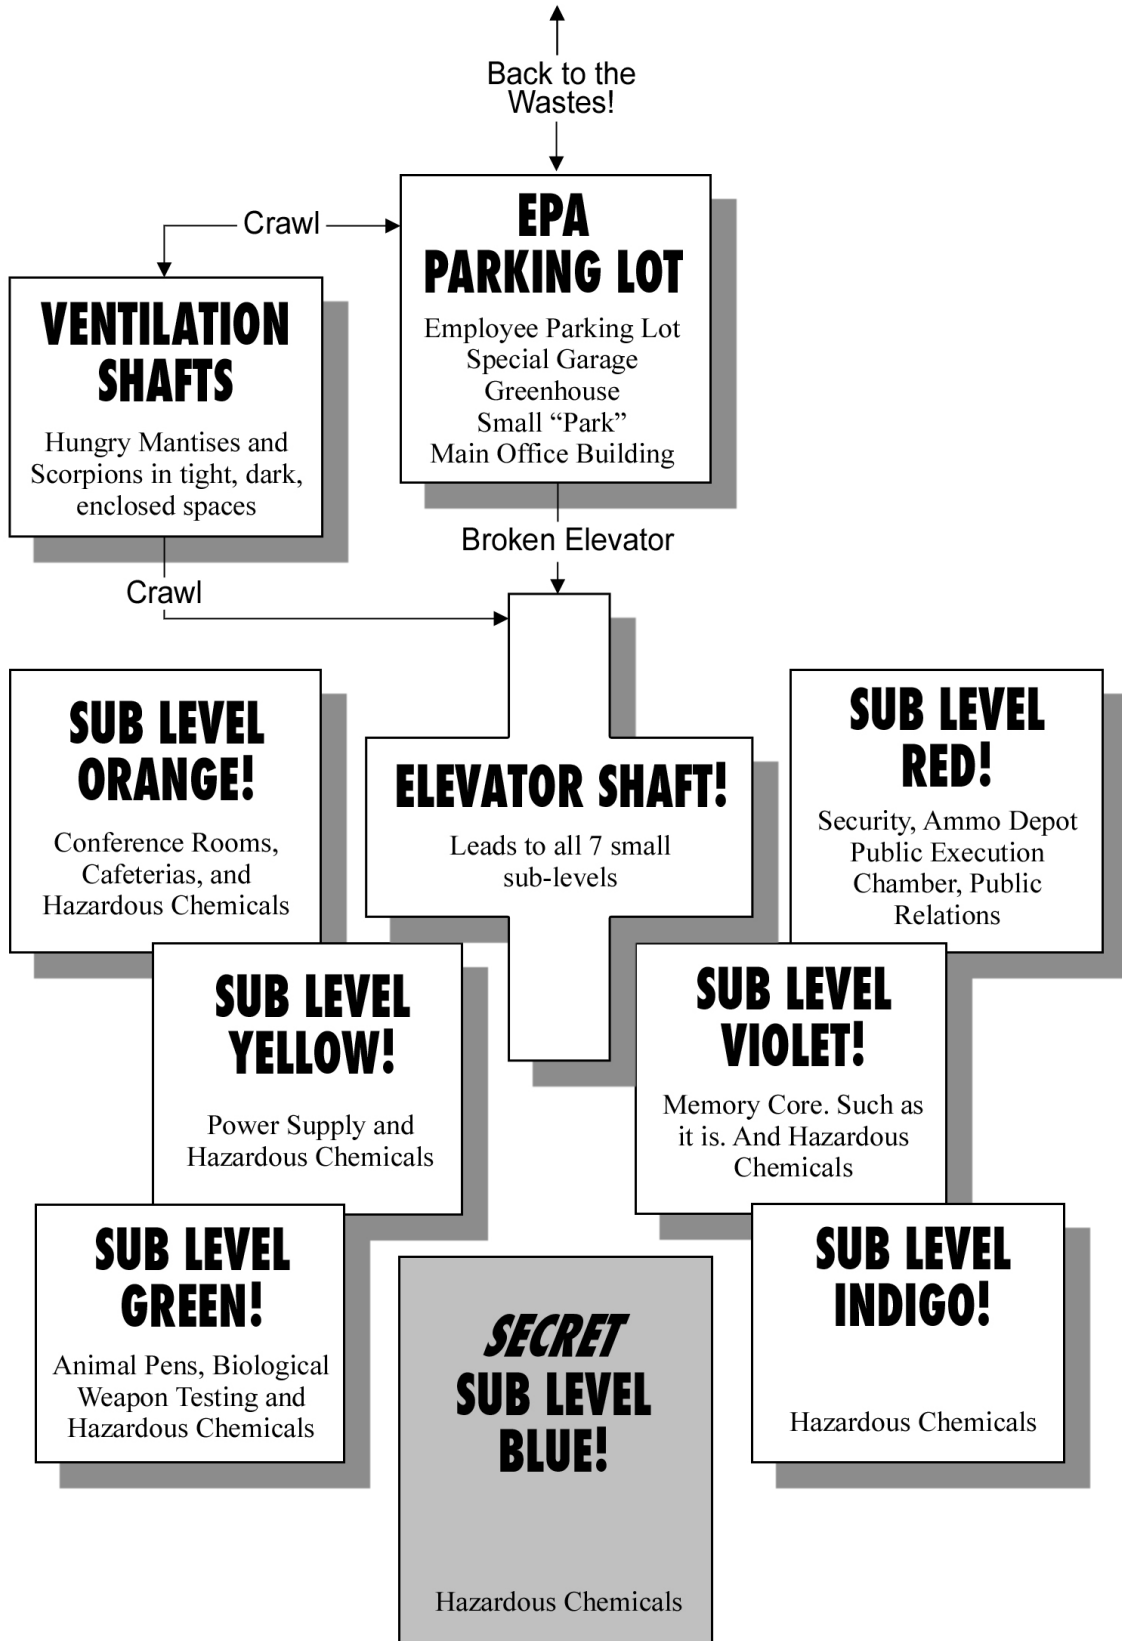 Back to the
Wastes!
EPA
PARKING LOT
Employee Parking Lot
Special Garage
Greenhouse
Small “Park”
Main Office Building
Crawl
VENTILATION
SHAFTS
Hungry Mantises and
Scorpions in tight, dark,
enclosed spaces
Broken Elevator
Crawl
SUB LEVEL
ORANGE!
Conference Rooms,
Cafeterias, and
Hazardous Chemicals
ELEVATOR SHAFT!
Leads to all 7 small
sub-levels
SUB LEVEL
RED!
Security, Ammo Depot
Public Execution
Chamber, Public
Relations
SUB LEVEL
YELLOW!
Power Supply and
Hazardous Chemicals
SUB LEVEL
VIOLET!
Memory Core. Such as
it is. And Hazardous
Chemicals
SUB LEVEL
GREEN!
Animal Pens, Biological
Weapon Testing and
Hazardous Chemicals
SECRET
SUB LEVEL
BLUE!
Hazardous Chemicals
SUB LEVEL
INDIGO!
Hazardous Chemicals